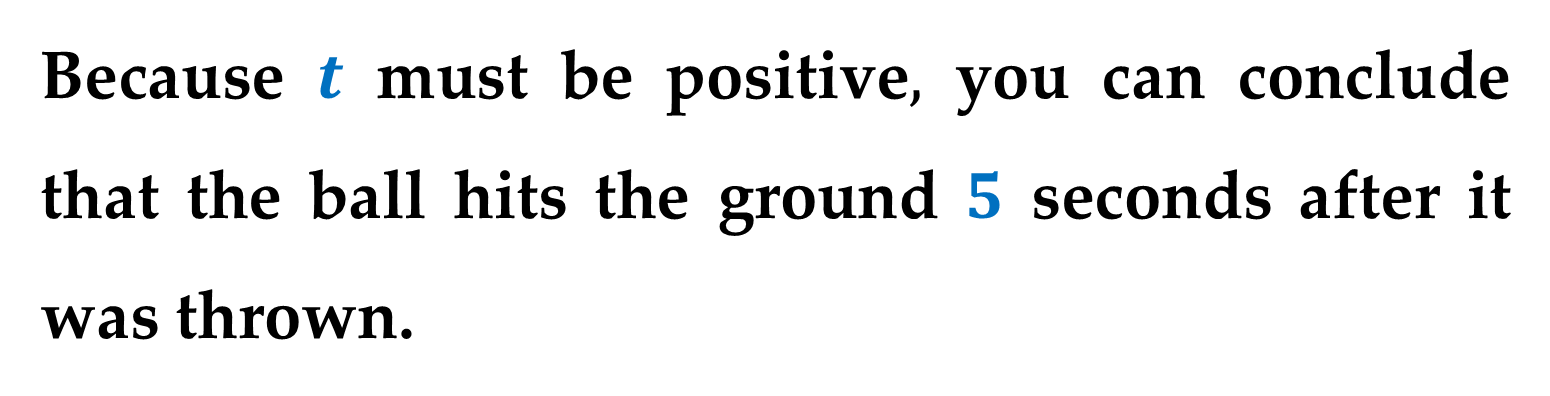 Because t must be positive, you can conclude
that the ball hits the ground 5 seconds after it
was thrown.